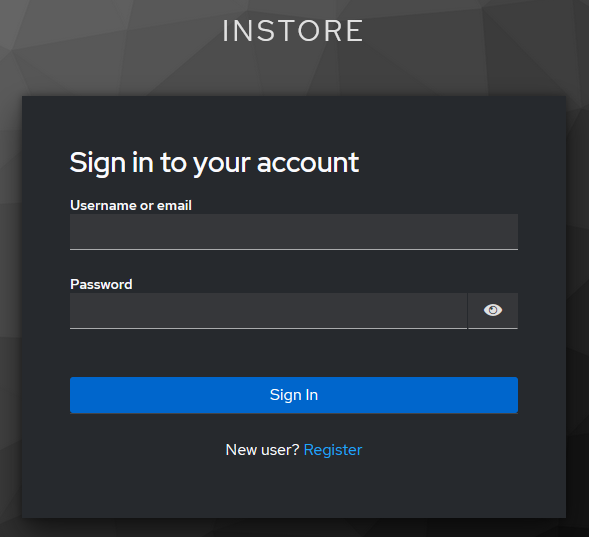 INSTORE
Sign in to your account
Username or email
Password
Sign In
New user? Register